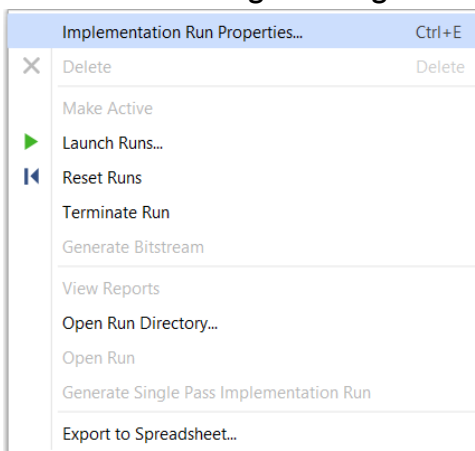 Implementation Run Properties... Ctrl+E
Delete Delete
Make Active
Launch Runs...
Reset Runs
Terminate Run
Generate Bitstream
View Reports
Open Run Directory...
Open Run
Generate Single Pass Implementation Run
Export to Spreadsheet...